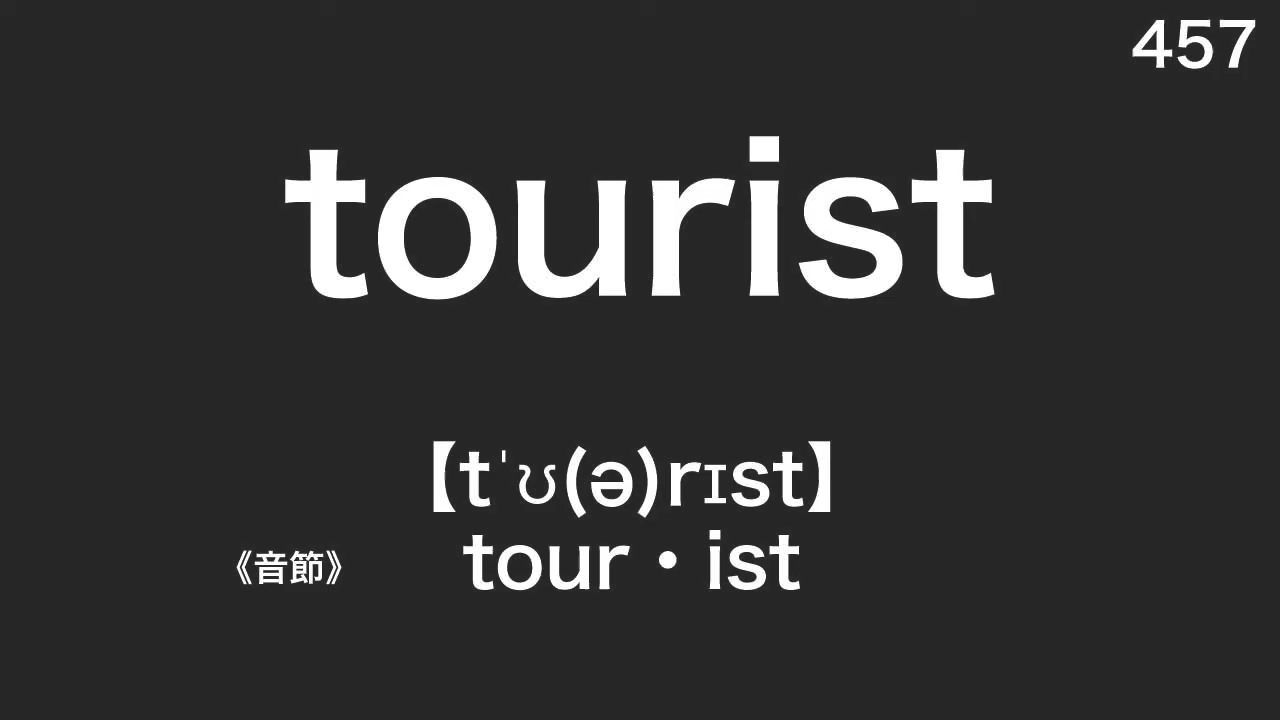 457
tourist
【tˈʊ(ə)rɪst】
《音節》 tour・ist